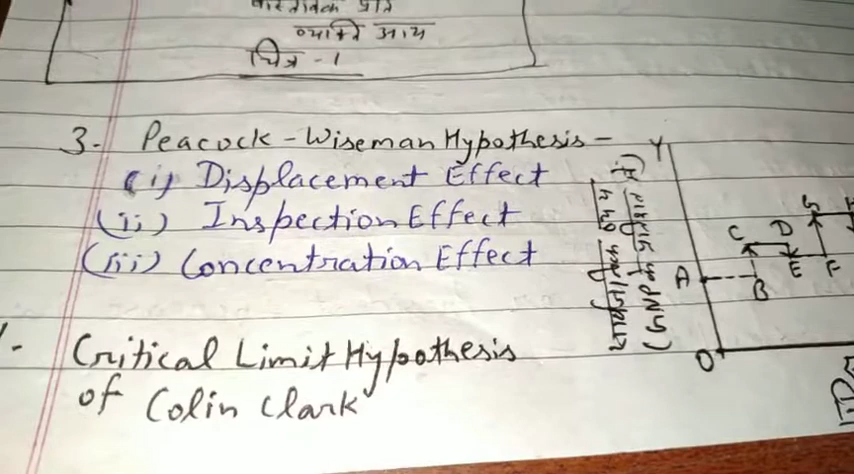 वास्तविक प्रति
व्यक्ति आय
चित्र - 1
3. Peacock - Wiseman Hypothesis -
(i) Displacement Effect
(ii) Inspection Effect
(iii) Concentration Effect
Critical Limit Hypothesis
of Colin Clark
Y
G
C D
E F
A
B
O